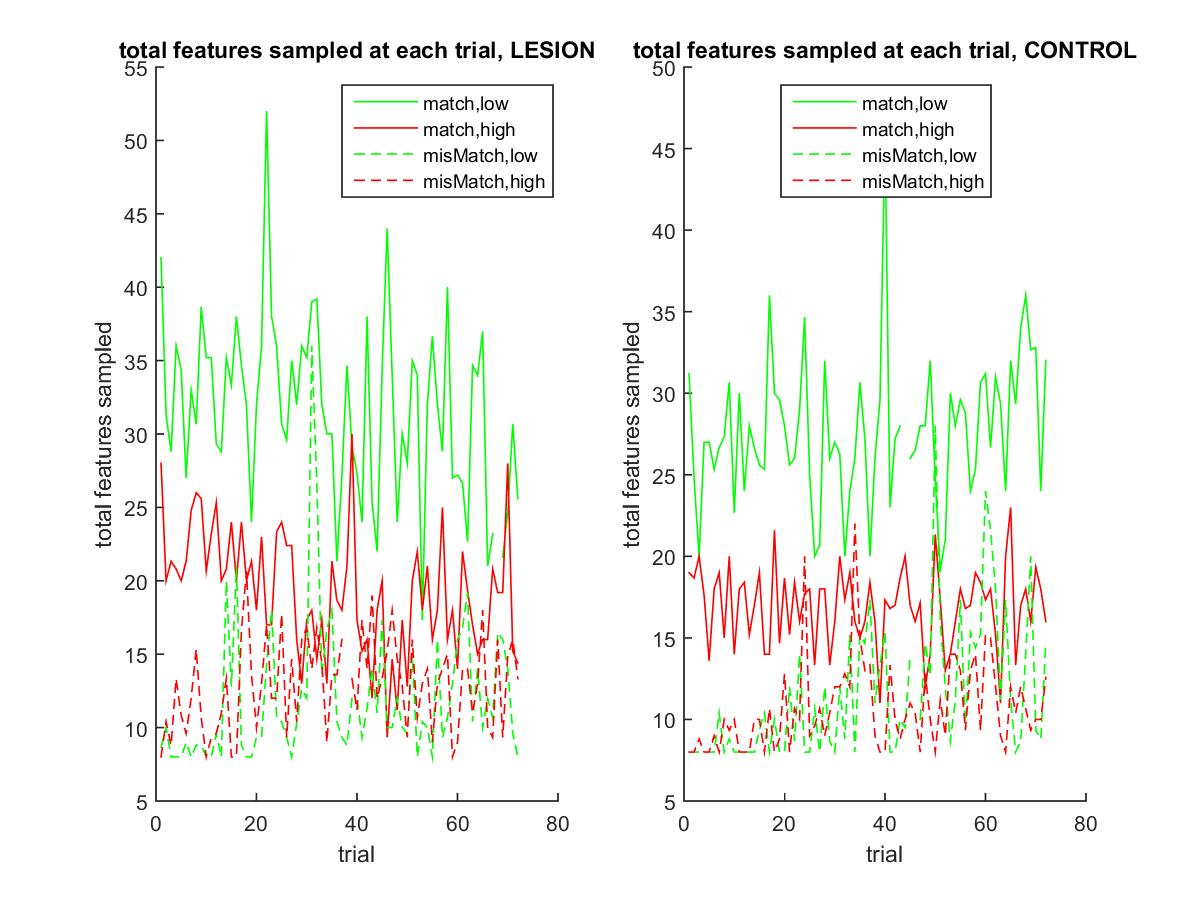 total features sampled at each trial, LESION
55
50
45
40
35
30
25
20
15
10
5
0
20
40
60
80
trial
total features sampled
match,low
match,high
misMatch,low
misMatch,high
total features sampled at each trial, CONTROL
50
45
40
35
30
25
20
15
10
5
0
20
40
60
80
trial
total features sampled
match,low
match,high
misMatch,low
misMatch,high